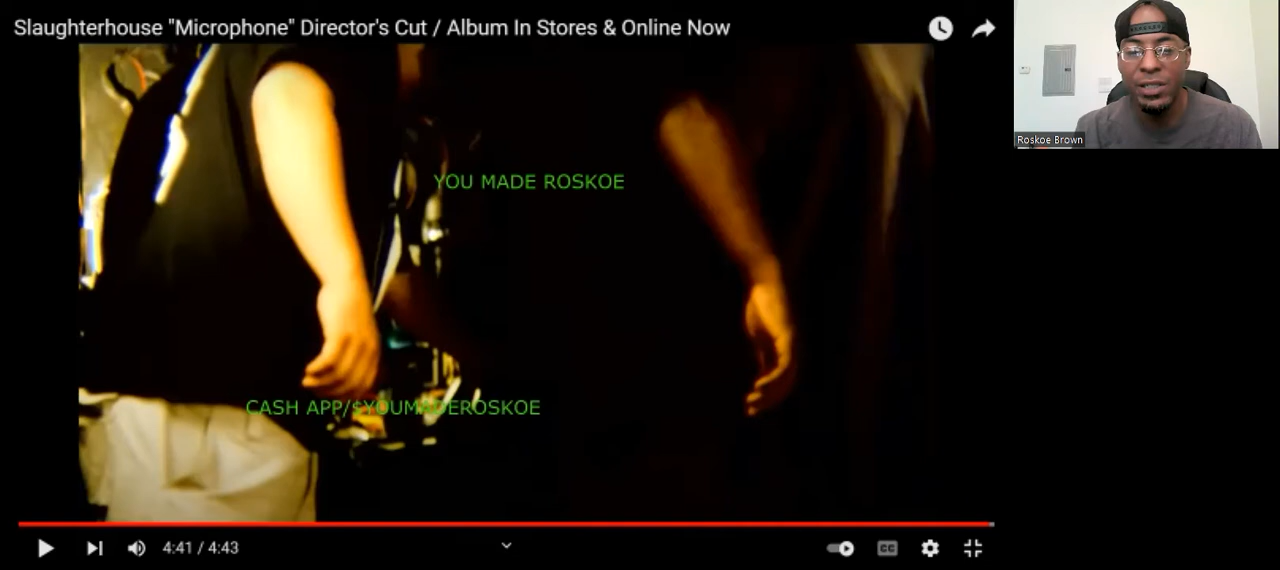 Slaughterhouse "Microphone" Director's Cut / Album In Stores & Online Now
Roskoe Brown
YOU MADE ROSKOE
CASH APP/$YOUMADEROSKOE
4:41 / 4:43
CC